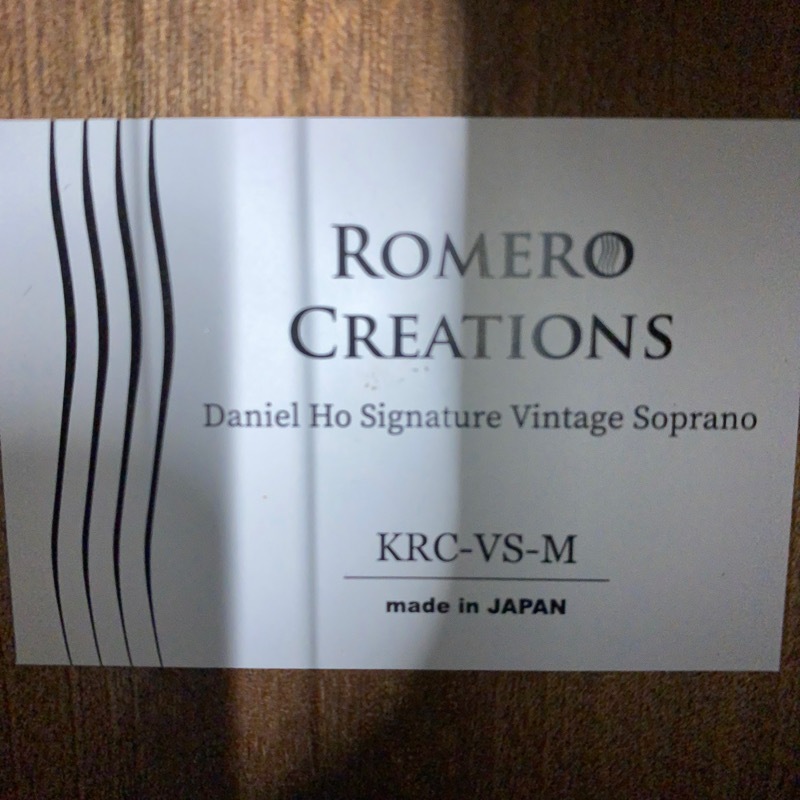 ROMERO
CREATIONS
Daniel Ho Signature Vintage Soprano
KRC-VS-M
made in JAPAN